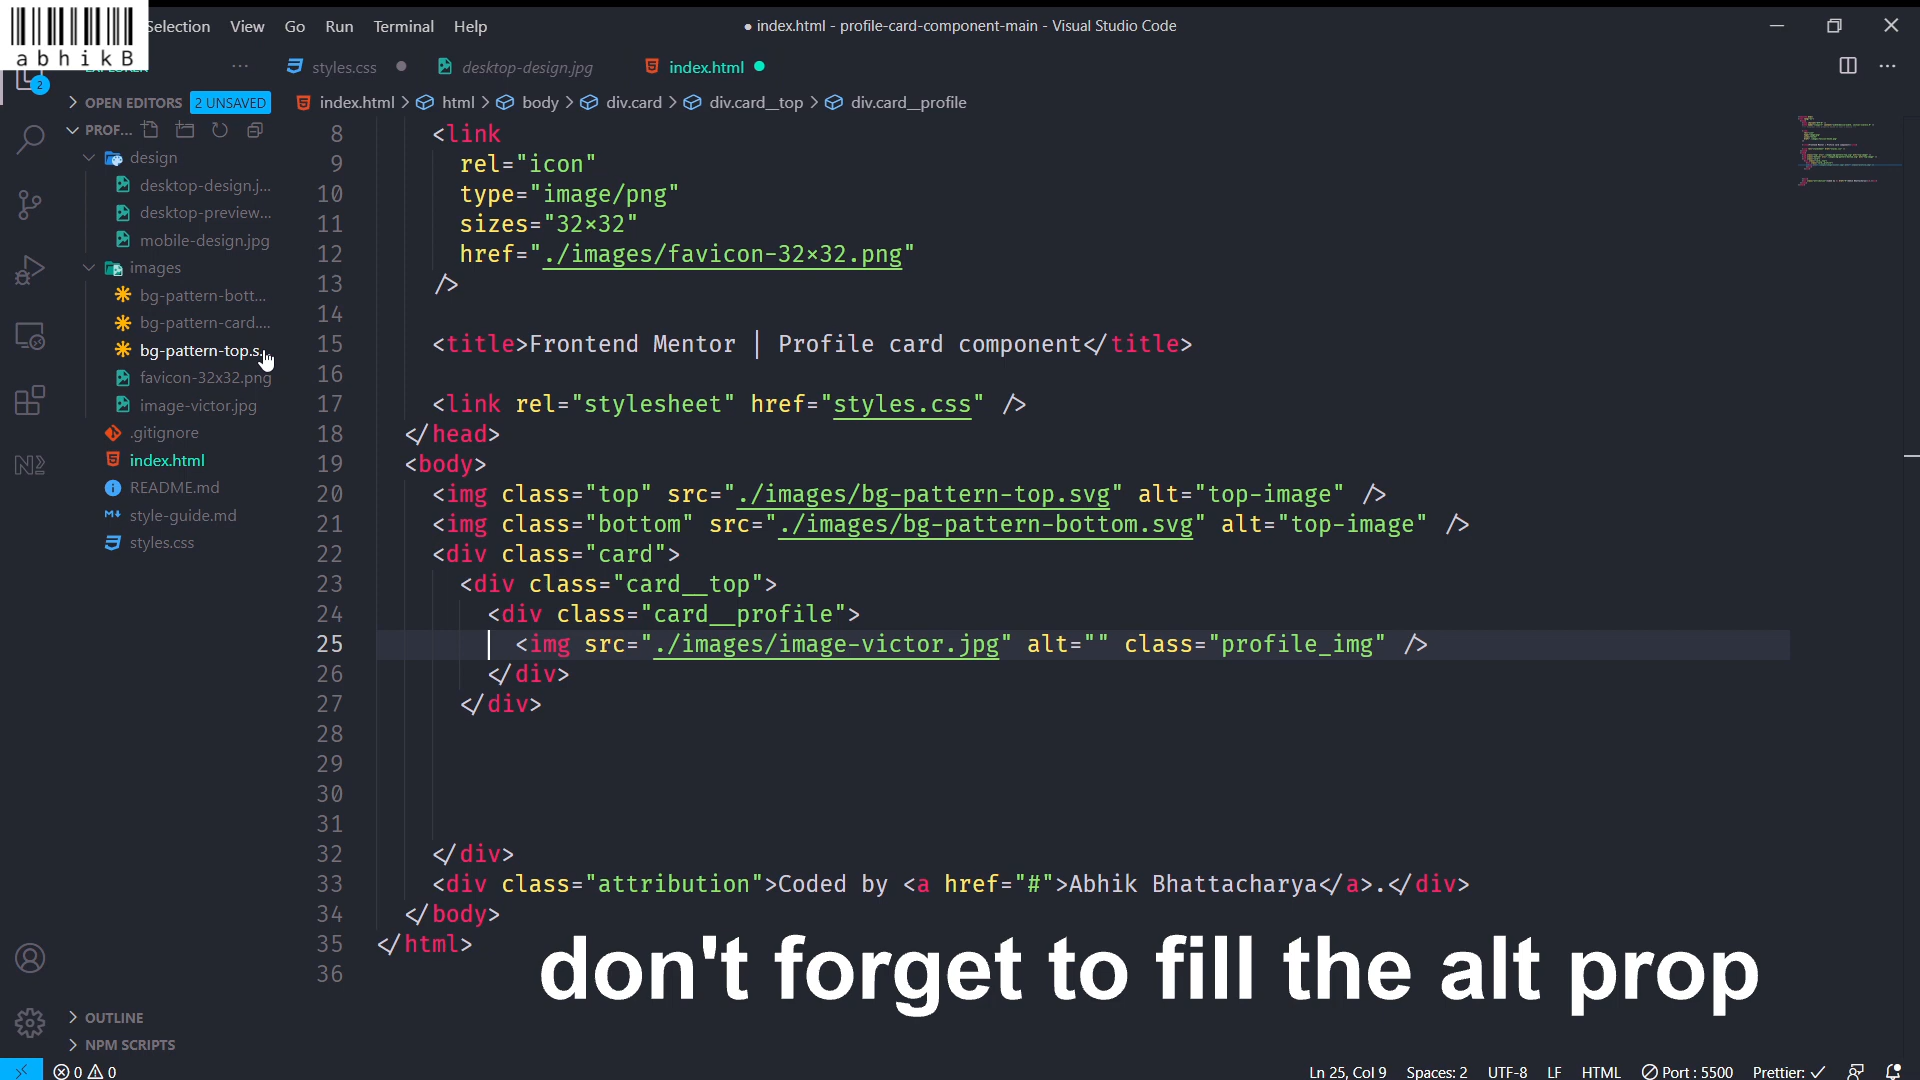 abhikB
Selection View Go Run Terminal Help
● index.html - profile-card-component-main - Visual Studio Code
2
styles.css
desktop-design.jpg
index.html
OPEN EDITORS 2 UNSAVED
index.html > html > body > div.card > div.card__top > div.card__profile
PROF...
design
desktop-design.j...
desktop-preview...
mobile-design.jpg
images
bg-pattern-bott...
bg-pattern-card....
bg-pattern-top.s...
favicon-32x32.png
image-victor.jpg
.gitignore
index.html
README.md
style-guide.md
styles.css
OUTLINE
NPM SCRIPTS
8 <link
9 rel="icon"
10 type="image/png"
11 sizes="32×32"
12 href="./images/favicon-32×32.png"
13 />
14
15 <title>Frontend Mentor | Profile card component</title>
16
17 <link rel="stylesheet" href="styles.css" />
18 </head>
19 <body>
20 <img class="top" src="./images/bg-pattern-top.svg" alt="top-image" />
21 <img class="bottom" src="./images/bg-pattern-bottom.svg" alt="top-image" />
22 <div class="card">
23 <div class="card__top">
24 <div class="card__profile">
25 <img src="./images/image-victor.jpg" alt="" class="profile_img" />
26 </div>
27 </div>
28
29
30
31
32 </div>
33 <div class="attribution">Coded by <a href="#">Abhik Bhattacharya</a>.</div>
34 </body>
35 </html>
36
don't forget to fill the alt prop
0 0
Ln 25, Col 9 Spaces: 2 UTF-8 LF HTML Port : 5500 Prettier: ✓